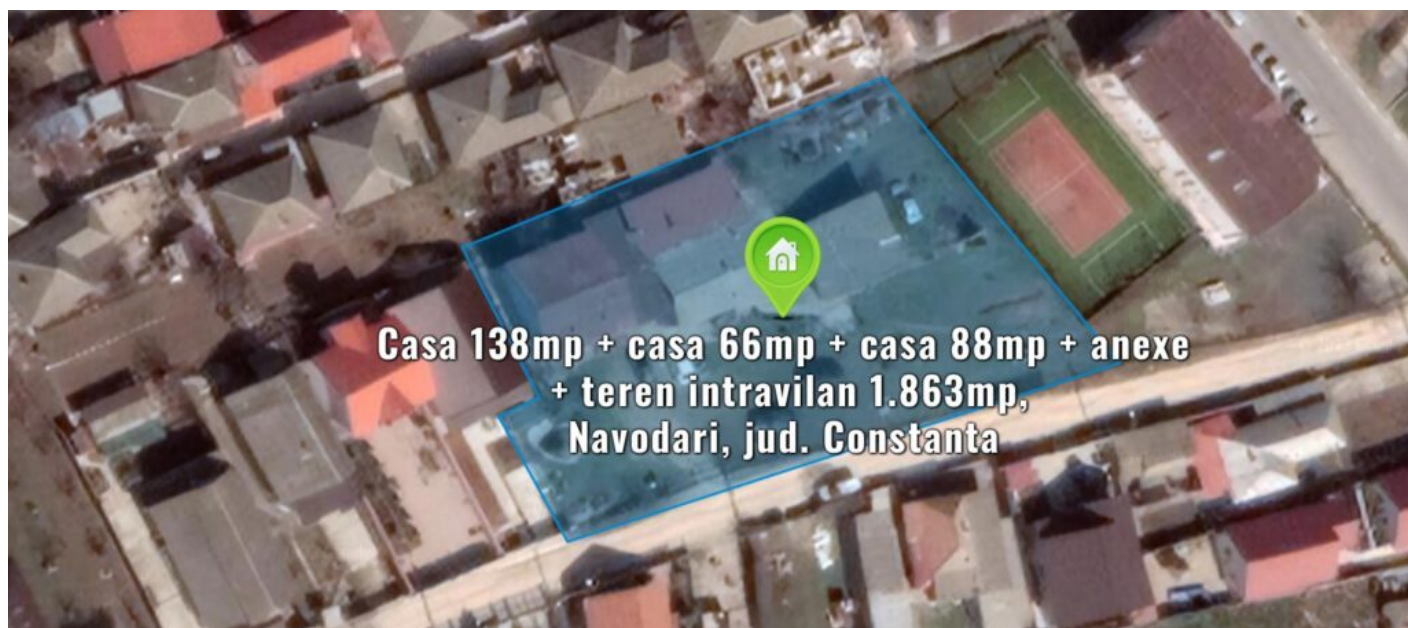 Casa 138mp + casa 66mp + casa 88mp + anexe
+ teren intravilan 1.863mp,
Navodari, jud. Constanta